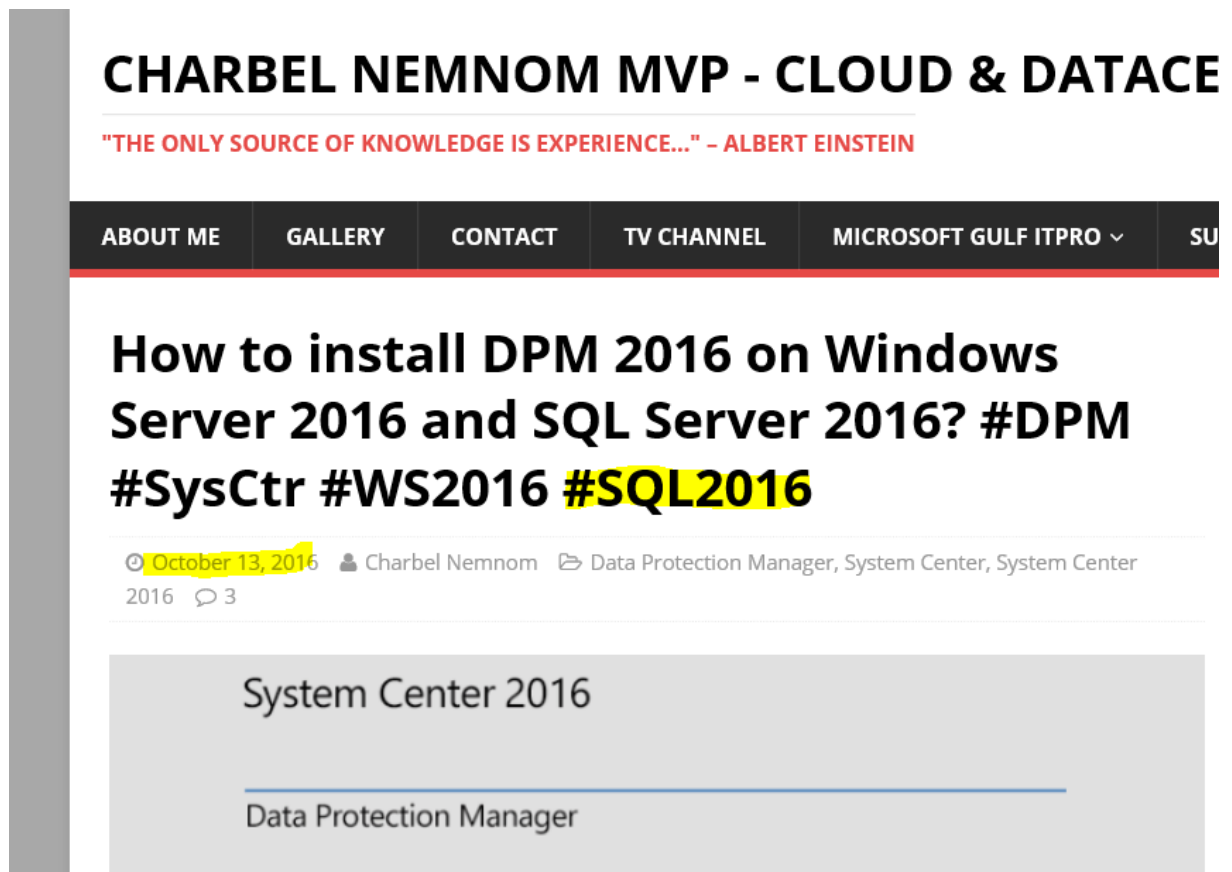 CHARBEL NEMNOM MVP - CLOUD & DATACE
"THE ONLY SOURCE OF KNOWLEDGE IS EXPERIENCE..." – ALBERT EINSTEIN
ABOUT ME GALLERY CONTACT TV CHANNEL MICROSOFT GULF ITPRO SU
How to install DPM 2016 on Windows
Server 2016 and SQL Server 2016? #DPM
#SysCtr #WS2016 #SQL2016
October 13, 2016 Charbel Nemnom Data Protection Manager, System Center, System Center
2016 3
System Center 2016
Data Protection Manager